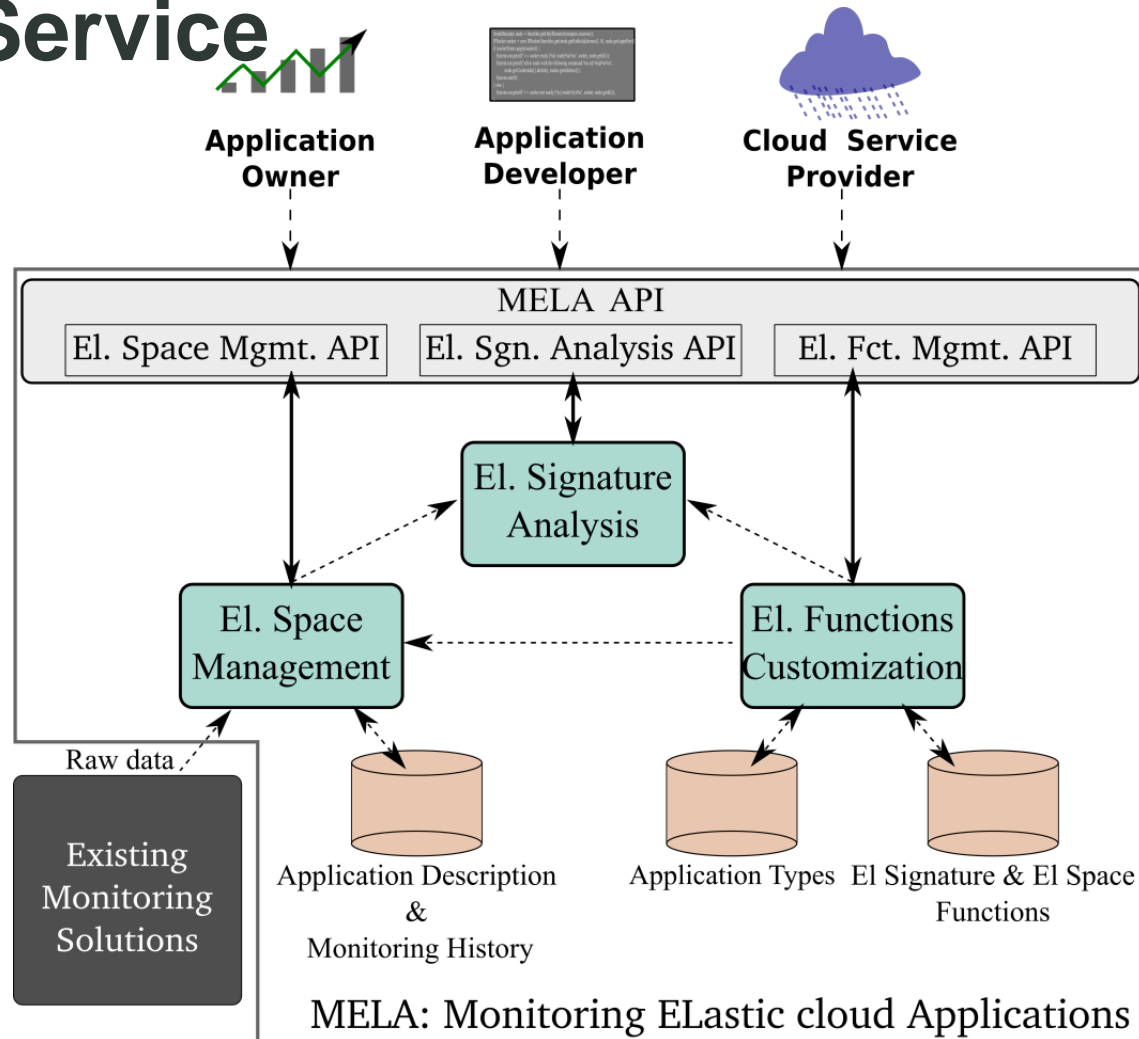 Service
Application
Owner
Application
Developer
Cloud Service
Provider
MELA API
El. Space Mgmt. API
El. Sgn. Analysis API
El. Fct. Mgmt. API
El. Signature
Analysis
El. Space
Management
El. Functions
Customization
Raw data
Existing
Monitoring
Solutions
Application Description
&
Monitoring History
Application Types
El Signature & El Space
Functions
MELA: Monitoring ELastic cloud Applications